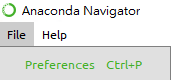 Anaconda Navigator
File Help
Preferences Ctrl+P